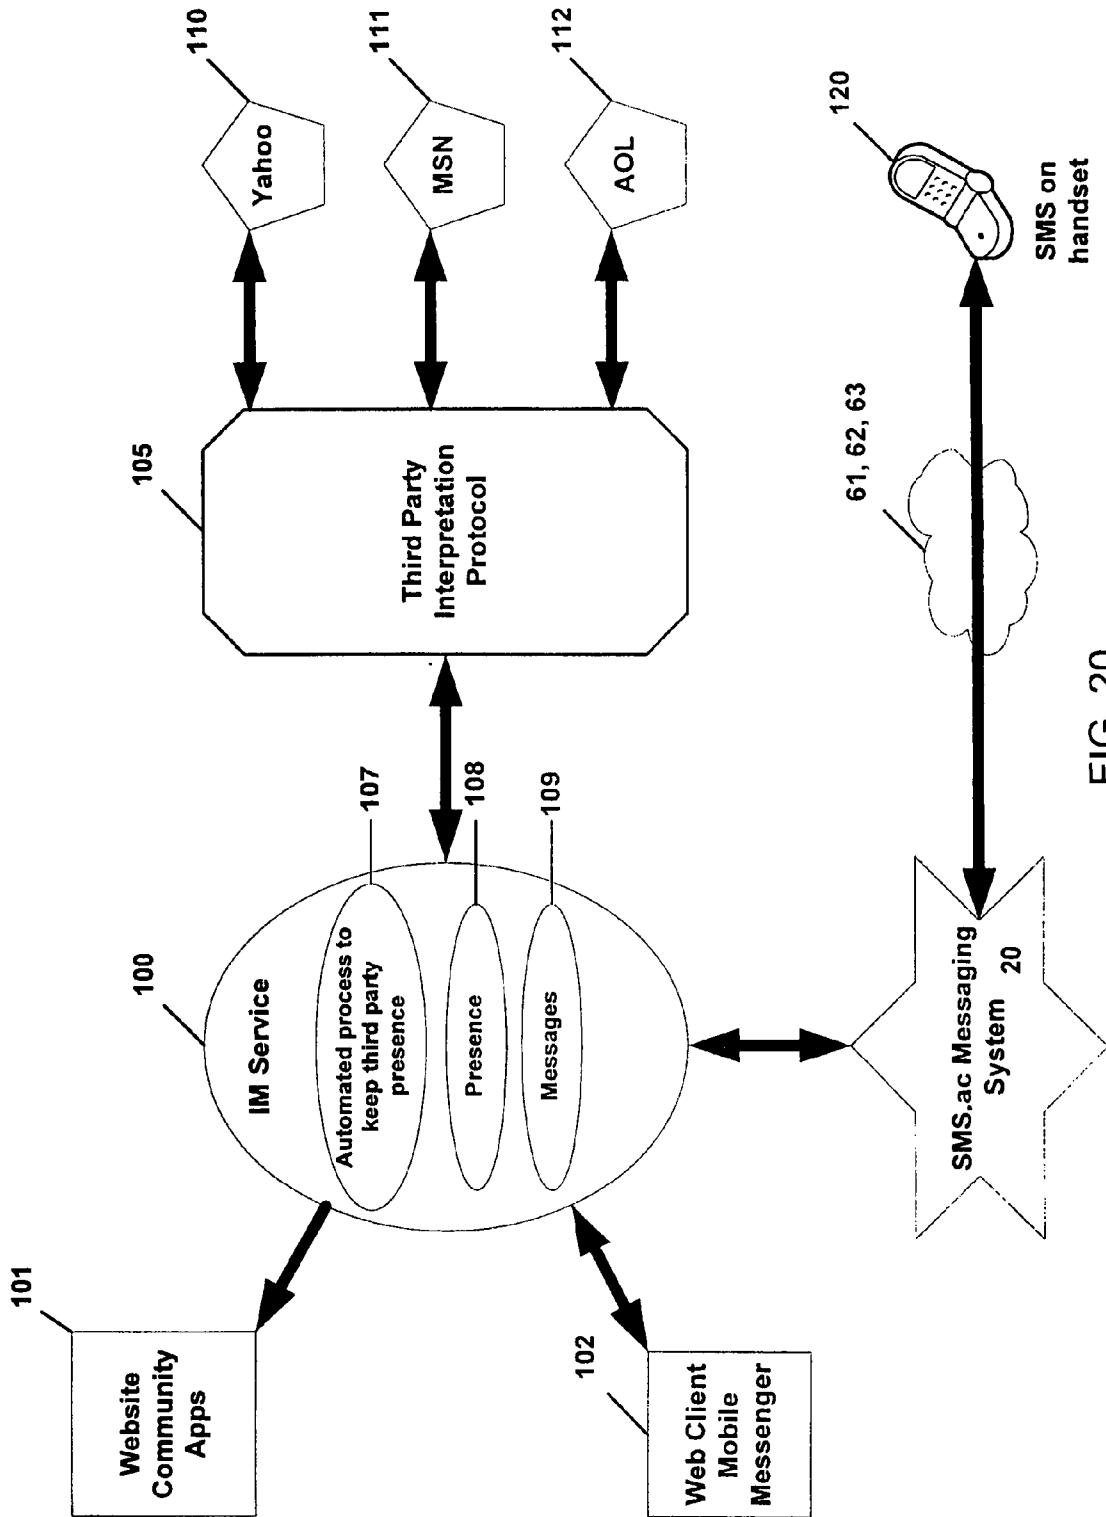 101
Website
Community
Apps
102
Web Client
Mobile
Messenger
100
IM Service
107
Automated process to
keep third party
presence
108
Presence
109
Messages
105
Third Party
Interpretation
Protocol
110
Yahoo
111
MSN
112
AOL
SMS.ac Messaging
System
20
61, 62, 63
120
SMS on
handset
FIG. 20